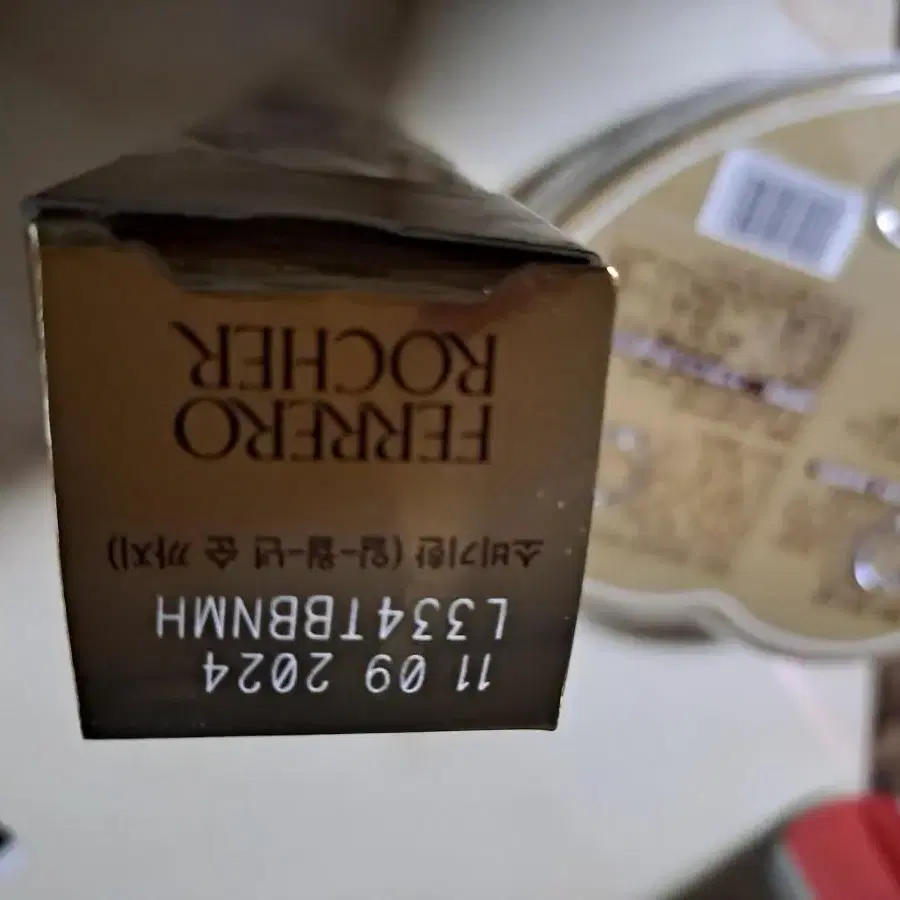 11 09 2024
L334TBBNMH
소비기한 (일-월-년 순 까지)
FERRERO
ROCHER